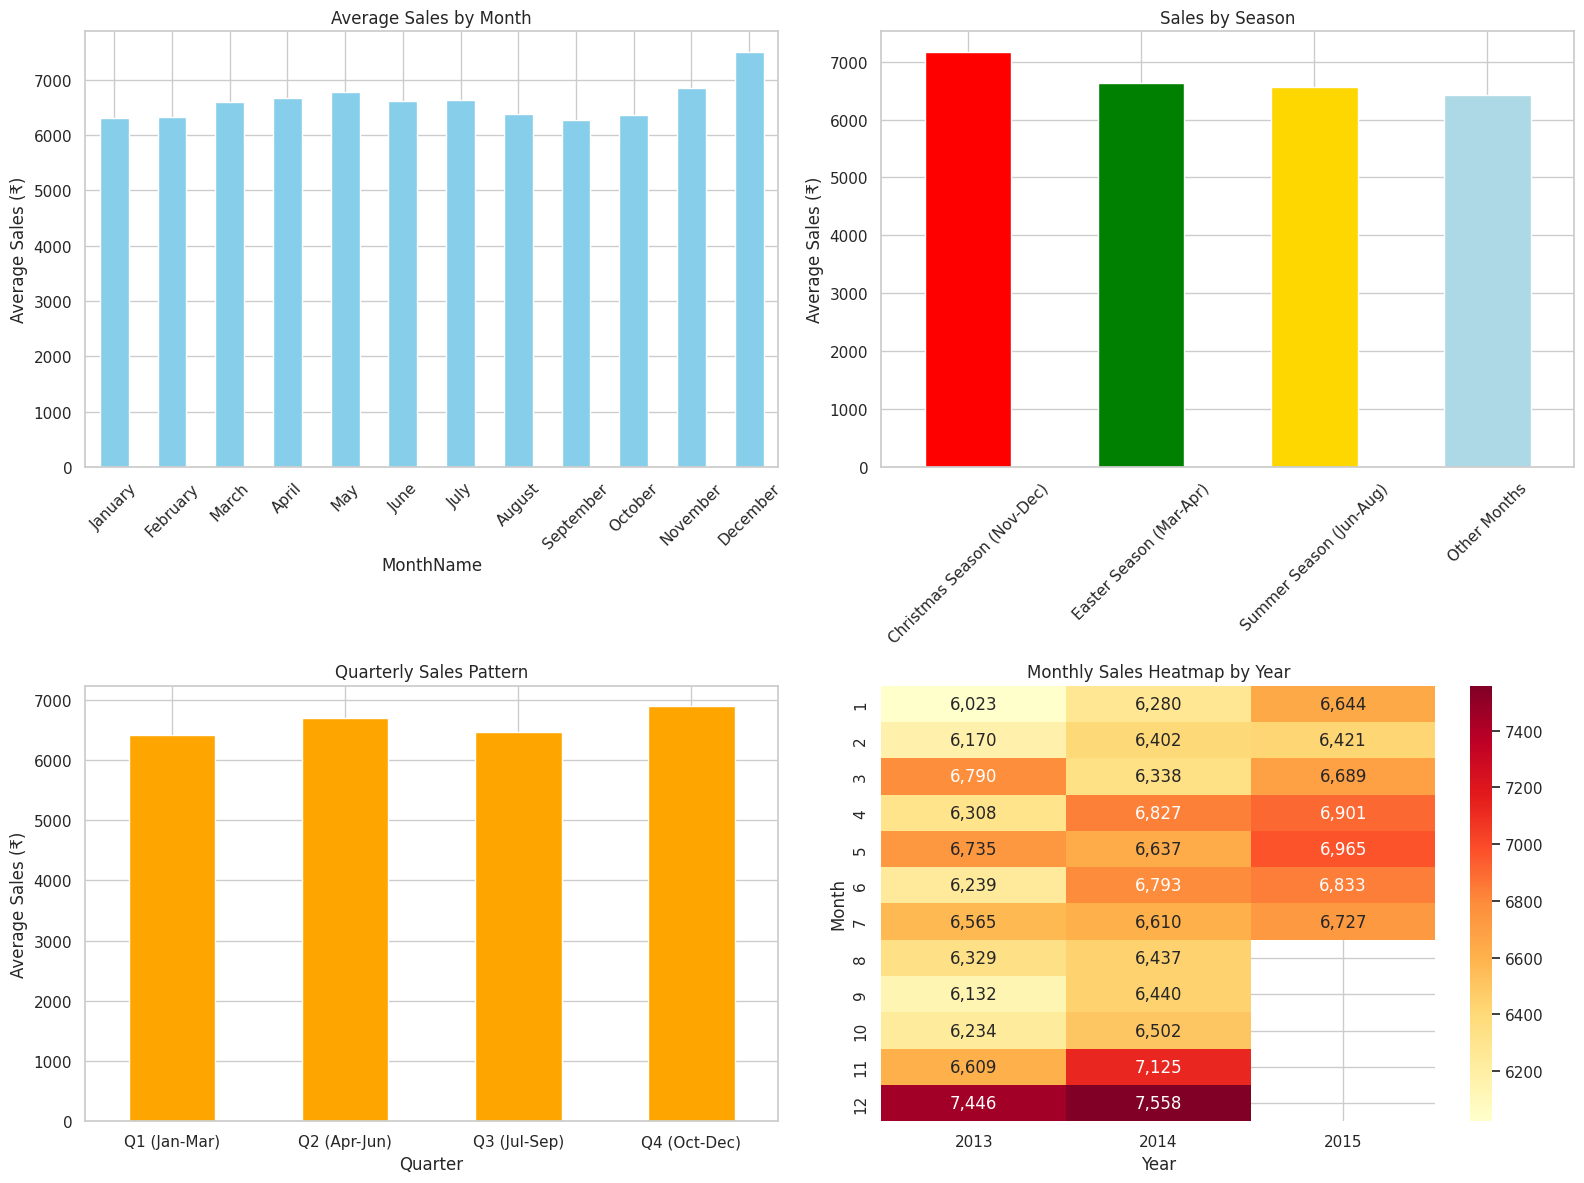 Average Sales by Month
Average Sales (₹)
7000
6000
5000
4000
3000
2000
1000
0
January February March April May June July August September October November December
MonthName
Sales by Season
Average Sales (₹)
7000
6000
5000
4000
3000
2000
1000
0
Christmas Season (Nov-Dec) Easter Season (Mar-Apr) Summer Season (Jun-Aug) Other Months
Quarterly Sales Pattern
Average Sales (₹)
7000
6000
5000
4000
3000
2000
1000
0
Q1 (Jan-Mar) Q2 (Apr-Jun) Q3 (Jul-Sep) Q4 (Oct-Dec)
Quarter
Monthly Sales Heatmap by Year
Month
1 6,023 6,280 6,644
2 6,170 6,402 6,421
3 6,790 6,338 6,689
4 6,308 6,827 6,901
5 6,735 6,637 6,965
6 6,239 6,793 6,833
7 6,565 6,610 6,727
8 6,329 6,437
9 6,132 6,440
10 6,234 6,502
11 6,609 7,125
12 7,446 7,558
2013 2014 2015
Year
7400
7200
7000
6800
6600
6400
6200